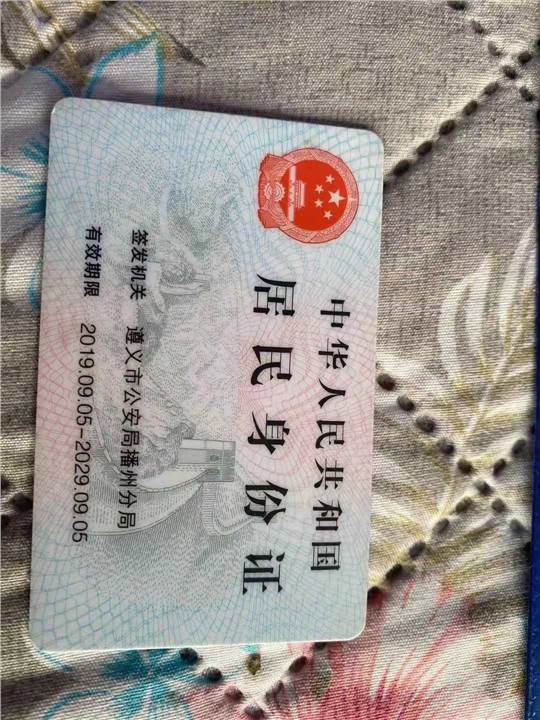 中华人民共和国
居民身份证
签发机关 遵义市公安局播州分局
有效期限 2019.09.05-2029.09.05